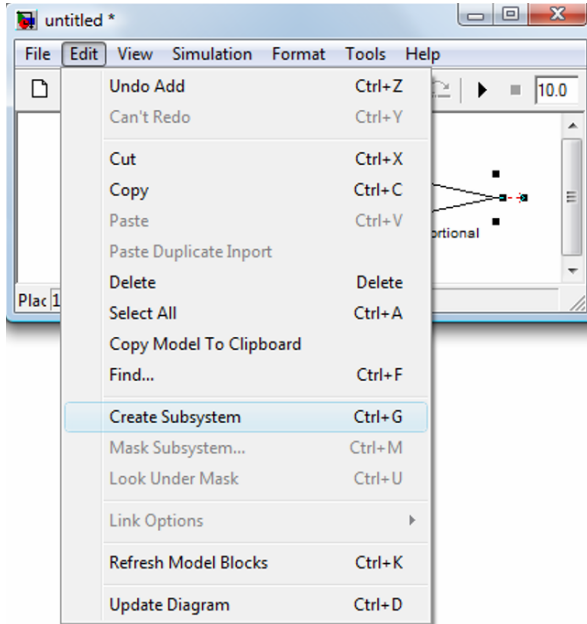 untitled *
File Edit View Simulation Format Tools Help
10.0
Undo Add Ctrl+Z
Can't Redo Ctrl+Y
Cut Ctrl+X
Copy Ctrl+C
Paste Ctrl+V
Paste Duplicate Inport
Delete Delete
Select All Ctrl+A
Copy Model To Clipboard
Find... Ctrl+F
Create Subsystem Ctrl+G
Mask Subsystem... Ctrl+M
Look Under Mask Ctrl+U
Link Options
Refresh Model Blocks Ctrl+K
Update Diagram Ctrl+D
ortional
Plac 1